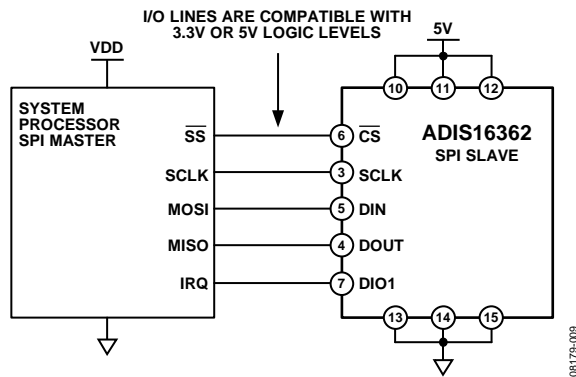 I/O LINES ARE COMPATIBLE WITH
3.3V OR 5V LOGIC LEVELS
VDD
5V
10
11
12
SYSTEM
PROCESSOR
SPI MASTER
ADIS16362
SPI SLAVE
SS
6
CS
SCLK
3
SCLK
MOSI
5
DIN
MISO
4
DOUT
IRQ
7
DIO1
13
14
15
08179-009